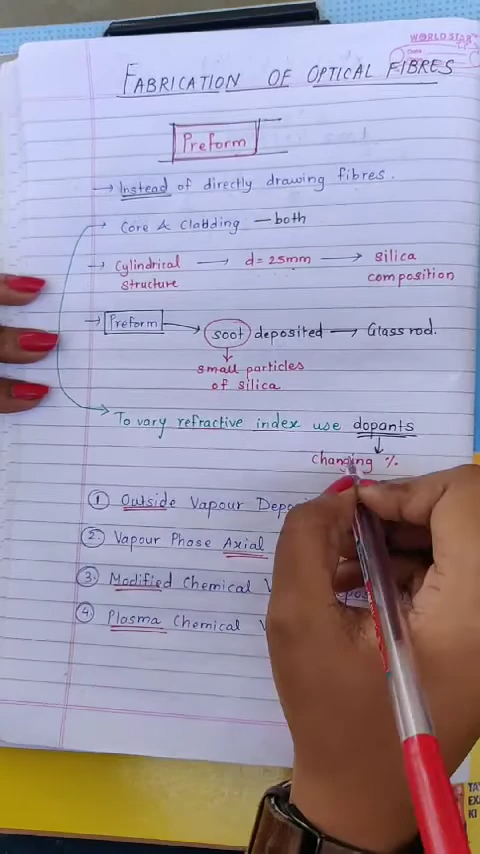 WORLD STAR
FABRICATION OF OPTICAL FIBRES
Preform
→ Instead of directly drawing fibres.
→ Core & Cladding — both
→ Cylindrical structure → d = 25mm → silica composition
→ Preform → soot deposited → Glass rod.
↓
small particles of silica
→ To vary refractive index use dopants
↓
changing %
① Outside Vapour
② Vapour Phase Axial
③ Modified Chemical
④ Plasma Chemical